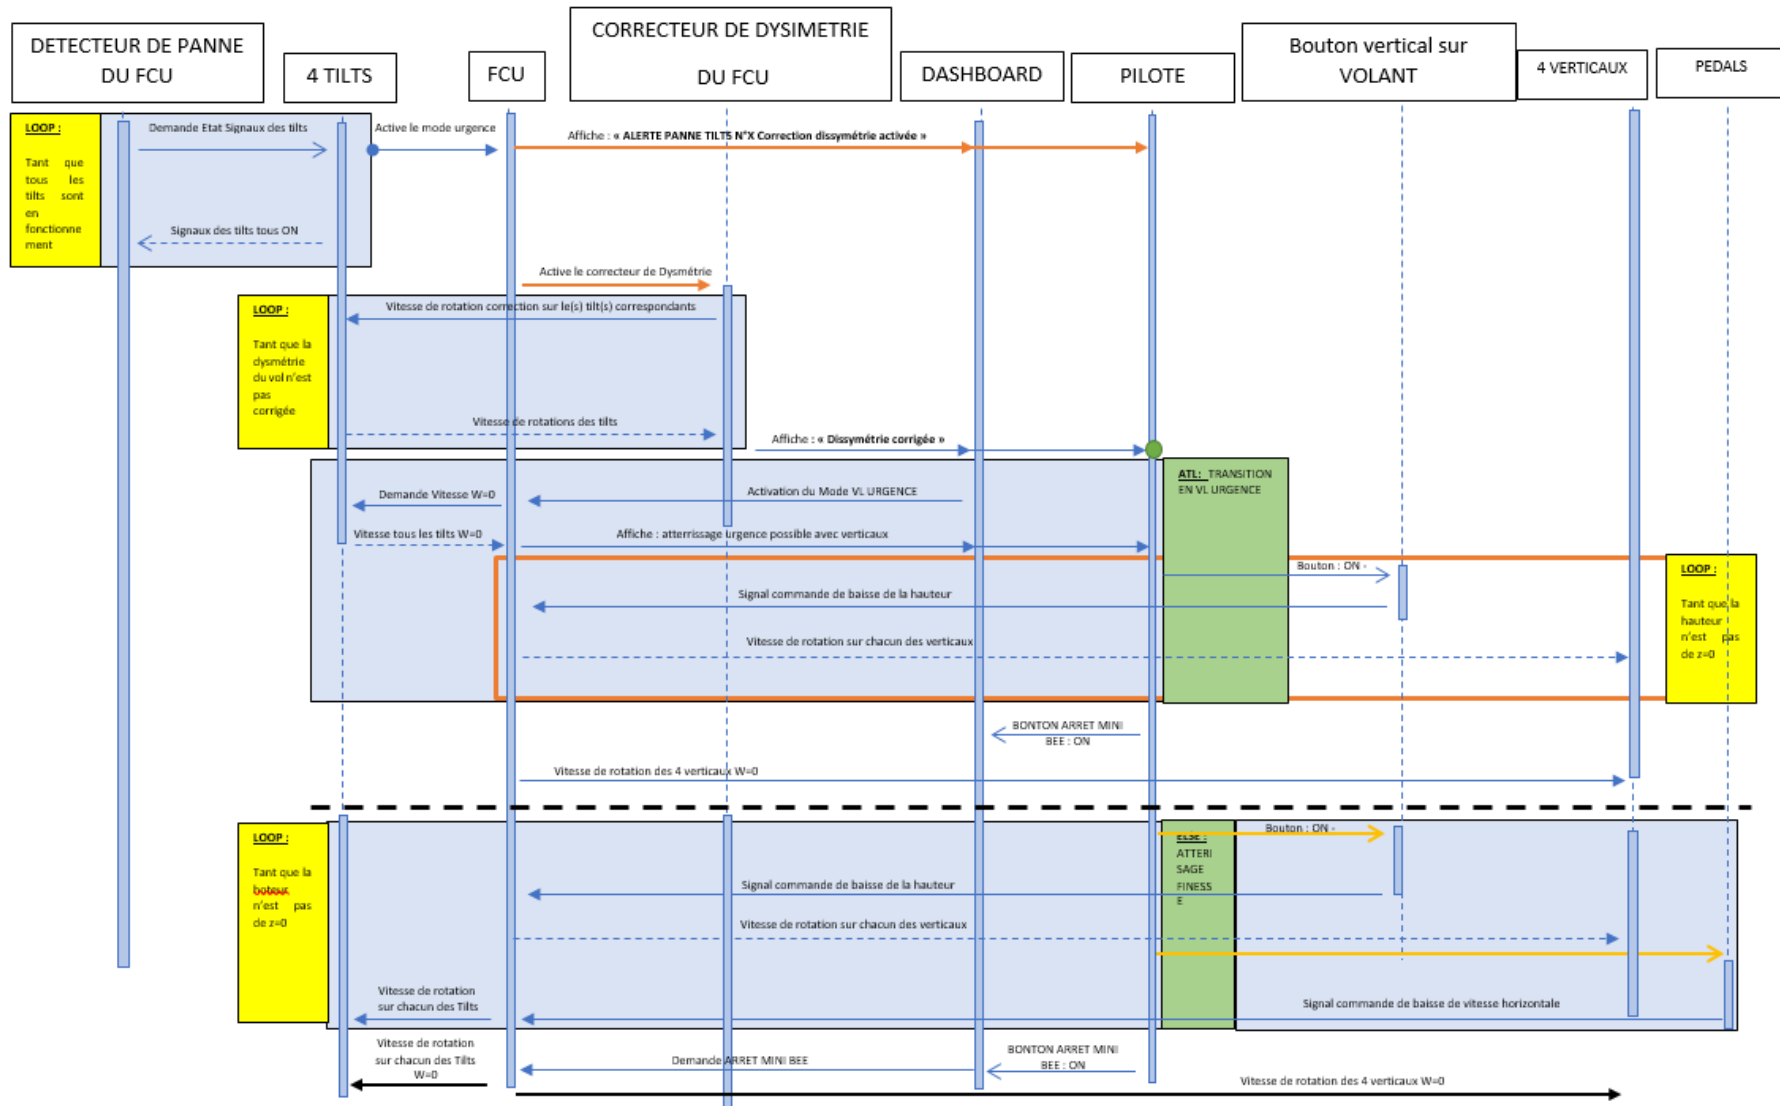 DETECTEUR DE PANNE
DU FCU
4 TILTS
FCU
CORRECTEUR DE DYSIMETRIE
DU FCU
DASHBOARD
PILOTE
Bouton vertical sur
VOLANT
4 VERTICAUX
PEDALS
LOOP :
Tant que
tous les
tilts sont
en
fonctionne
ment
Demande Etat Signaux des tilts
Active le mode urgence
Affiche : « ALERTE PANNE TILTS N°X Correction dissymétrie activée »
Signaux des tilts tous ON
Active le correcteur de Dysmétrie
LOOP :
Tant que la
dysmétrie
du vol n'est
pas
corrigée
Vitesse de rotation correction sur le(s) tilt(s) correspondants
Vitesse de rotations des tilts
Affiche : « Dissymétrie corrigée »
ATL: TRANSITION
EN VL URGENCE
Demande Vitesse W=0
Activation du Mode VL URGENCE
Vitesse tous les tilts W=0
Affiche : atterrissage urgence possible avec verticaux
Bouton : ON -
LOOP :
Tant que la
hauteur
n'est pas
de z=0
Signal commande de baisse de la hauteur
Vitesse de rotation sur chacun des verticaux
BONTON ARRET MINI
BEE : ON
Vitesse de rotation des 4 verticaux W=0
LOOP :
Tant que la
hoteur
n'est pas
de z=0
ELSE :
ATTERI
SAGE
FINESS
E
Bouton : ON -
Signal commande de baisse de la hauteur
Vitesse de rotation sur chacun des verticaux
Vitesse de rotation
sur chacun des Tilts
Signal commande de baisse de vitesse horizontale
Vitesse de rotation
sur chacun des Tilts
W=0
Demande ARRET MINI BEE
BONTON ARRET MINI
BEE : ON
Vitesse de rotation des 4 verticaux W=0